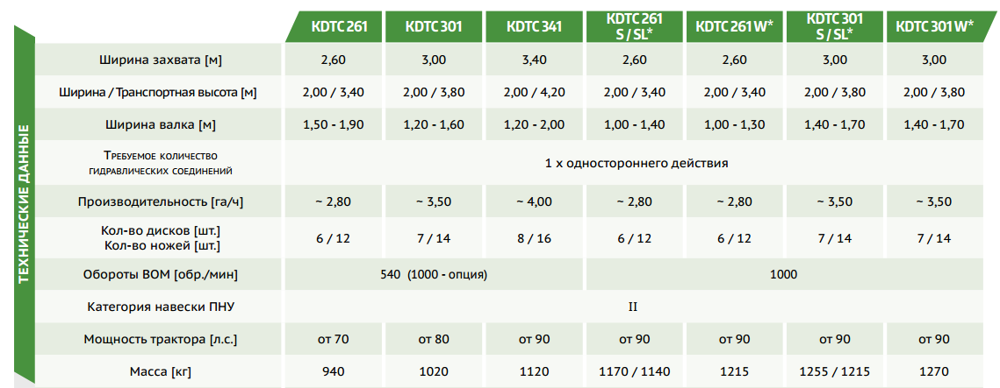 KDTC 261 KDTC 301 KDTC 341 KDTC 261 S / SL* KDTC 261 W* KDTC 301 S / SL* KDTC 301 W*
ТЕХНИЧЕСКИЕ ДАННЫЕ
Ширина захвата [м] 2,60 3,00 3,40 2,60 2,60 3,00 3,00
Ширина / Транспортная высота [м] 2,00 / 3,40 2,00 / 3,80 2,00 / 4,20 2,00 / 3,40 2,00 / 3,40 2,00 / 3,80 2,00 / 3,80
Ширина валка [м] 1,50 - 1,90 1,20 - 1,60 1,20 - 2,00 1,00 - 1,40 1,00 - 1,30 1,40 - 1,70 1,40 - 1,70
Требуемое количество
гидравлических соединений 1 x одностороннего действия
Производительность [га/ч] ~ 2,80 ~ 3,50 ~ 4,00 ~ 2,80 ~ 2,80 ~ 3,50 ~ 3,50
Кол-во дисков [шт.]
Кол-во ножей [шт.] 6 / 12 7 / 14 8 / 16 6 / 12 6 / 12 7 / 14 7 / 14
Обороты ВОМ [обр./мин] 540 (1000 - опция) 1000
Категория навески ПНУ II
Мощность трактора [л.с.] от 70 от 80 от 90 от 90 от 90 от 90 от 90
Масса [кг] 940 1020 1120 1170 / 1140 1215 1255 / 1215 1270